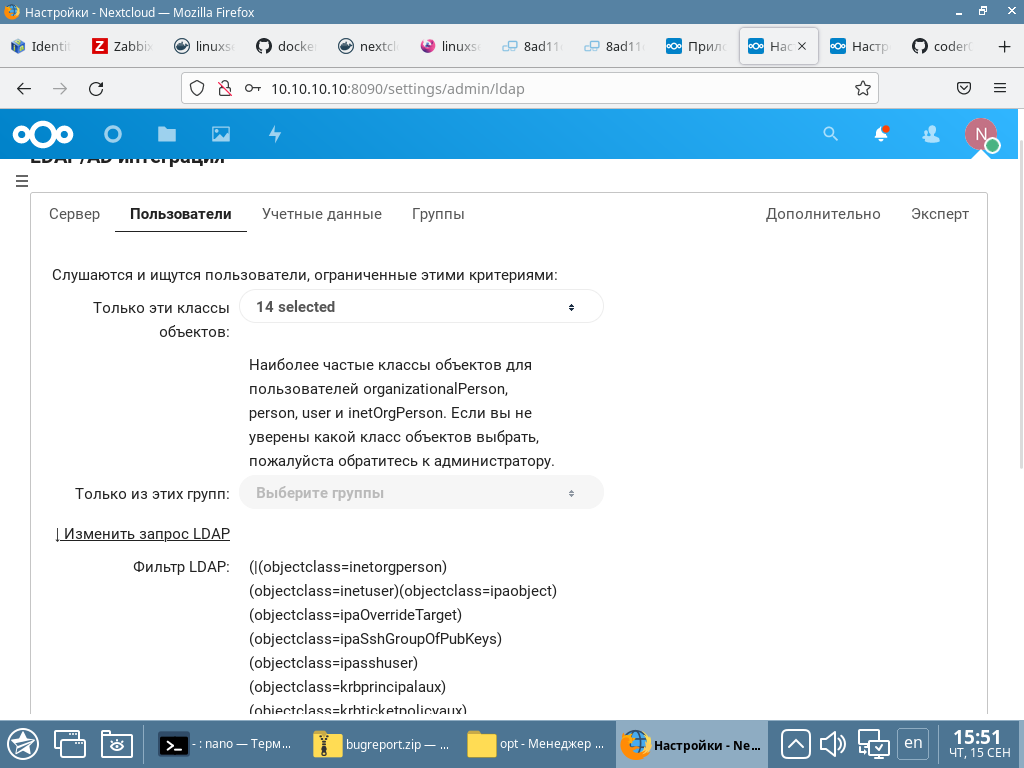 Настройки - Nextcloud — Mozilla Firefox
Identi
Zabbi
linuxse
docke
nextcl
linuxse
8ad11
8ad11
Прило
Нас
Настр
coder
10.10.10.10:8090/settings/admin/ldap
N
LDAP/AD интеграция
Сервер
Пользователи
Учетные данные
Группы
Дополнительно
Эксперт
Слушаются и ищутся пользователи, ограниченные этими критериями:
Только эти классы
объектов:
14 selected
Наиболее частые классы объектов для
пользователей organizationalPerson,
person, user и inetOrgPerson. Если вы не
уверены какой класс объектов выбрать,
пожалуйста обратитесь к администратору.
Только из этих групп:
Выберите группы
↓ Изменить запрос LDAP
Фильтр LDAP:
(|(objectclass=inetorgperson)
(objectclass=inetuser)(objectclass=ipaobject)
(objectclass=ipaOverrideTarget)
(objectclass=ipaSshGroupOfPubKeys)
(objectclass=ipasshuser)
(objectclass=krbprincipalaux)
(objectclass=krbticketpolicyaux)
- : nano — Терм...
bugreport.zip — ...
opt - Менеджер ...
Настройки - Ne...
en
15:51
ЧТ, 15 СЕН